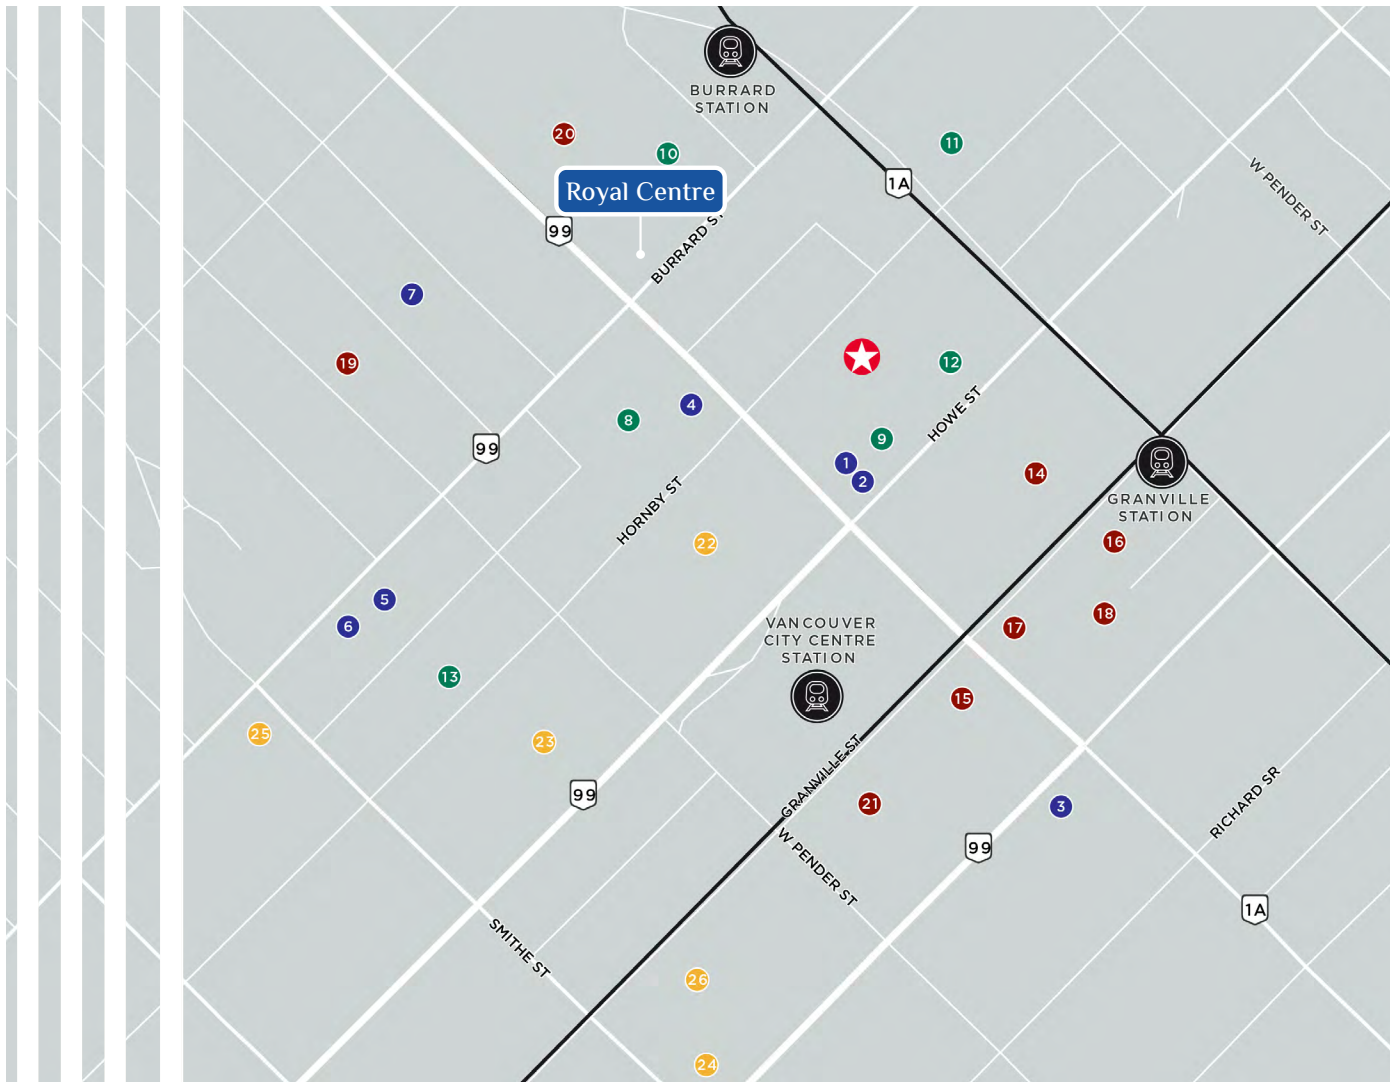 BURRARD
STATION
20
10
11
Royal Centre
1A
W PENDER ST
99
BURRARD ST
7
19
12
4
HOWE ST
8
9
99
1
2
14
GRANVILLE
STATION
HORNBY ST
22
16
5
6
VANCOUVER
CITY CENTRE
STATION
17
18
13
15
25
23
GRANVILLE ST
99
21
3
RICHARD SR
W PENDER ST
99
1A
SMITHE ST
26
24